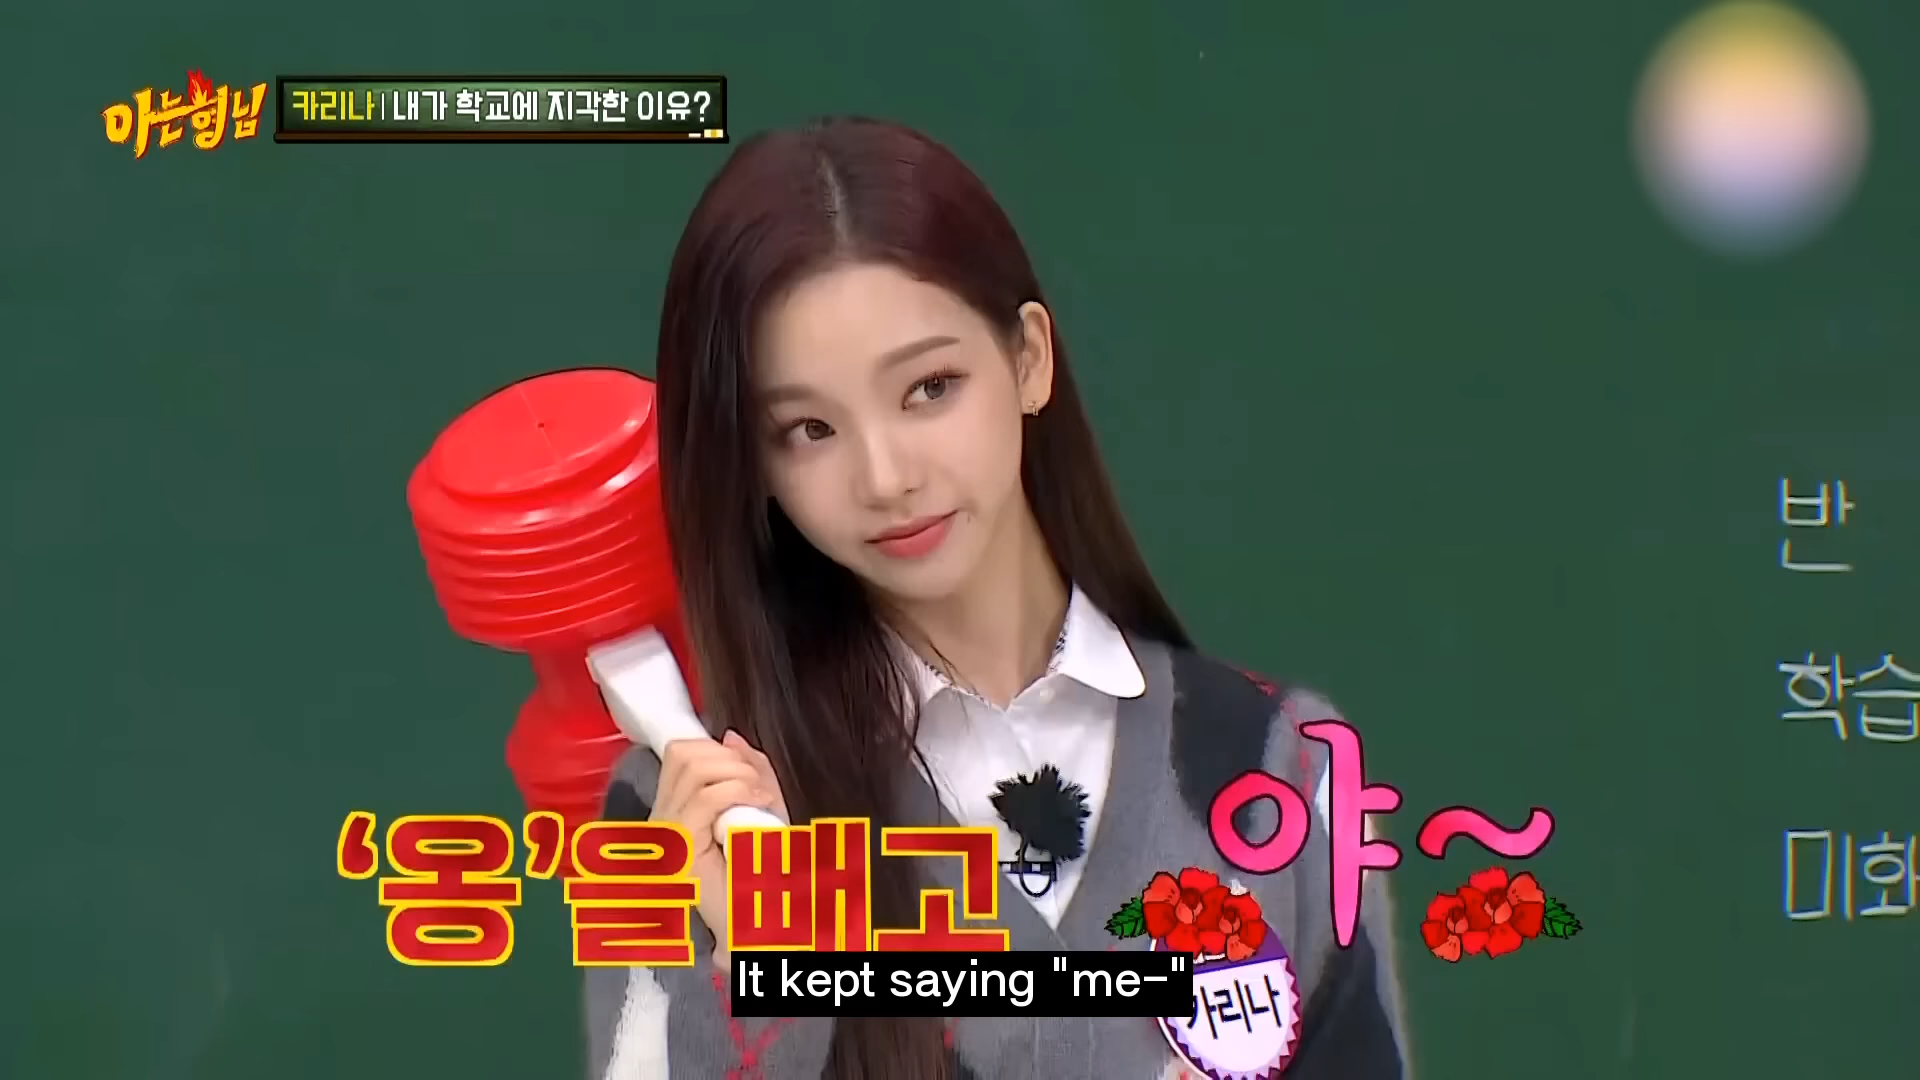 아는형님
카리나 | 내가 학교에 지각한 이유?
반
학습
미화
야~
'옹'을 빼고
It kept saying "me–"
카리나